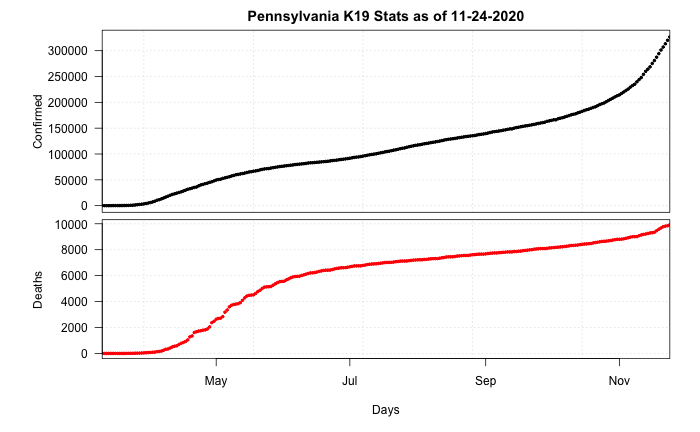 Pennsylvania K19 Stats as of 11-24-2020
Confirmed
300000
250000
200000
150000
100000
50000
0
Deaths
10000
8000
6000
4000
2000
0
May Jul Sep Nov
Days